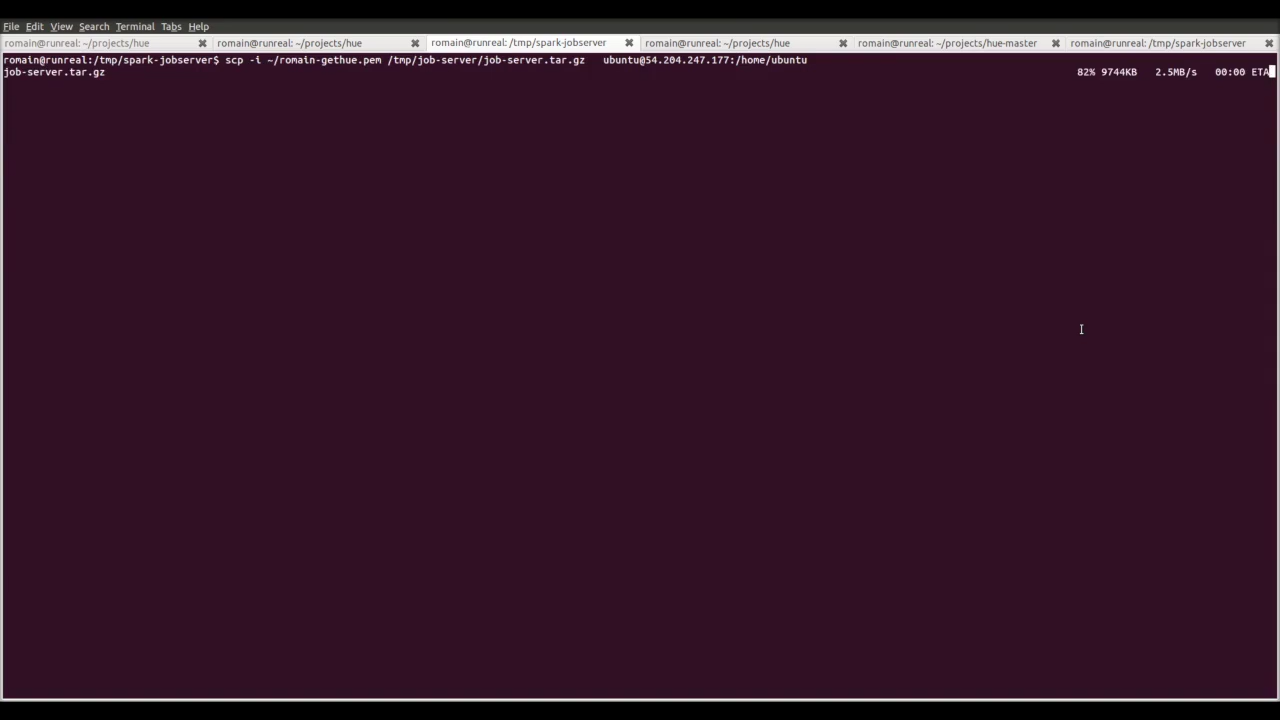 File Edit View Search Terminal Tabs Help
romain@runreal: ~/projects/hue romain@runreal: ~/projects/hue romain@runreal: /tmp/spark-jobserver romain@runreal: ~/projects/hue romain@runreal: ~/projects/hue-master romain@runreal: /tmp/spark-jobserver
romain@runreal:/tmp/spark-jobserver$ scp -i ~/romain-gethue.pem /tmp/job-server/job-server.tar.gz   ubuntu@54.204.247.177:/home/ubuntu
job-server.tar.gz 82% 9744KB 2.5MB/s 00:00 ETA